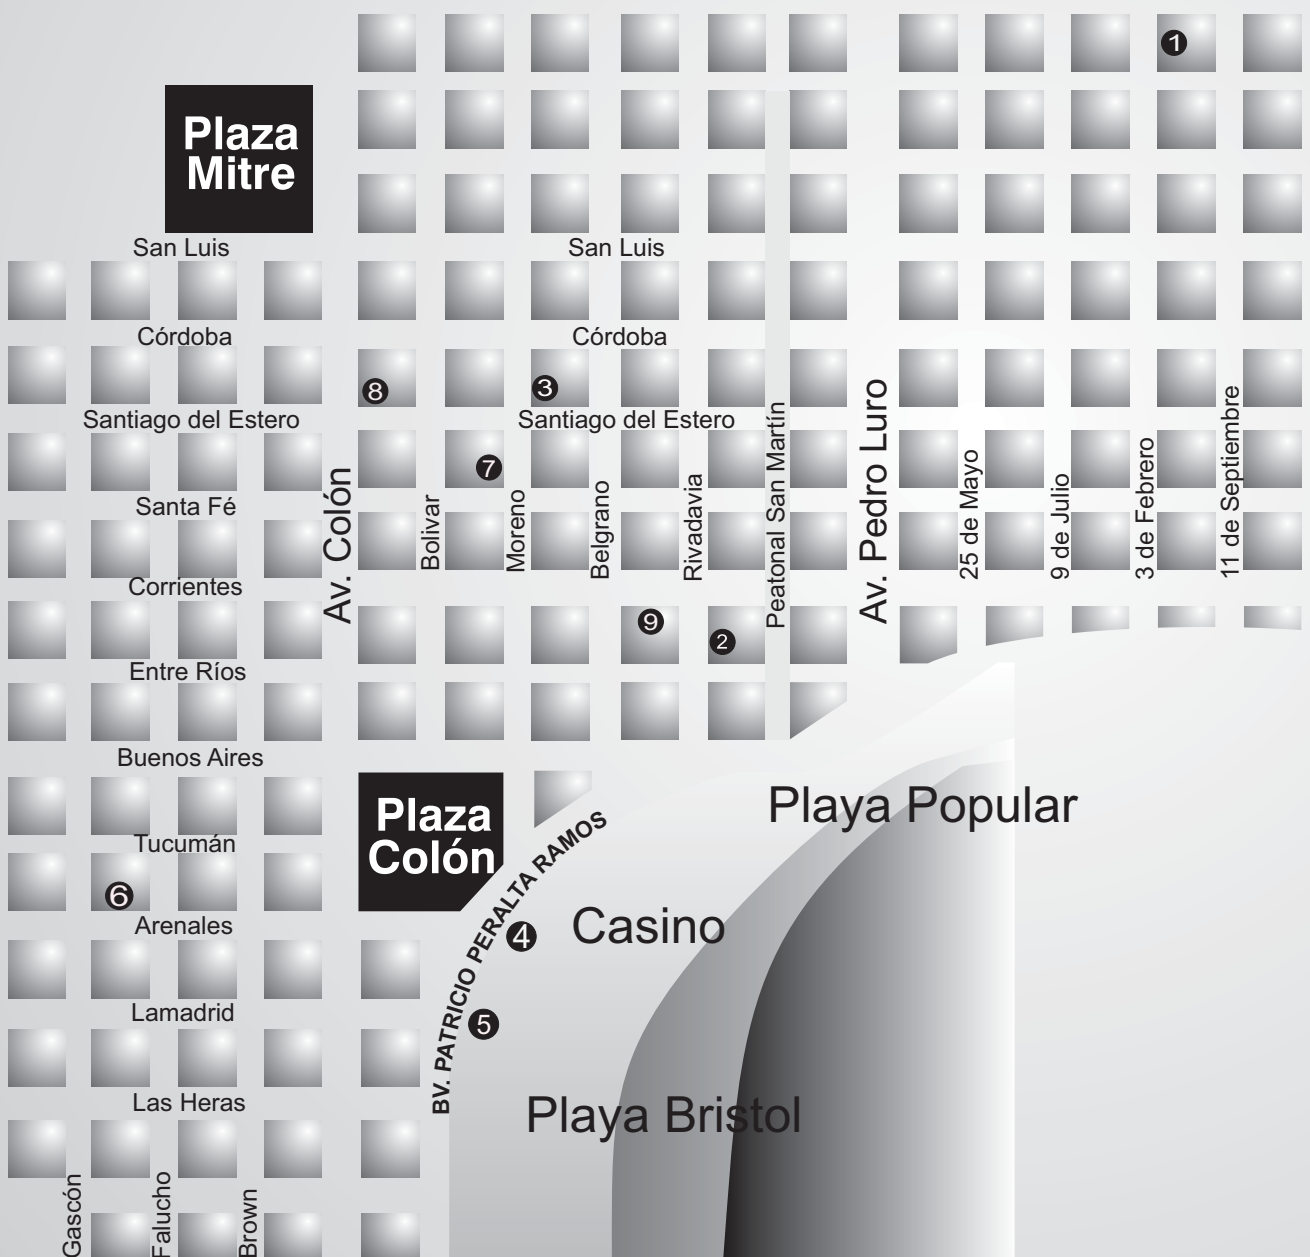 1
Plaza
Mitre
San Luis
San Luis
Córdoba
Córdoba
8
3
Santiago del Estero
Santiago del Estero
7
Santa Fé
Av. Colón
Bolivar
Moreno
Belgrano
Rivadavia
Peatonal San Martín
Av. Pedro Luro
25 de Mayo
9 de Julio
3 de Febrero
11 de Septiembre
Corrientes
9
2
Entre Ríos
Buenos Aires
Plaza
Colón
Playa Popular
Tucumán
6
BV. PATRICIO PERALTA RAMOS
Arenales
4
Casino
Lamadrid
5
Las Heras
Playa Bristol
Gascón
Falucho
Brown